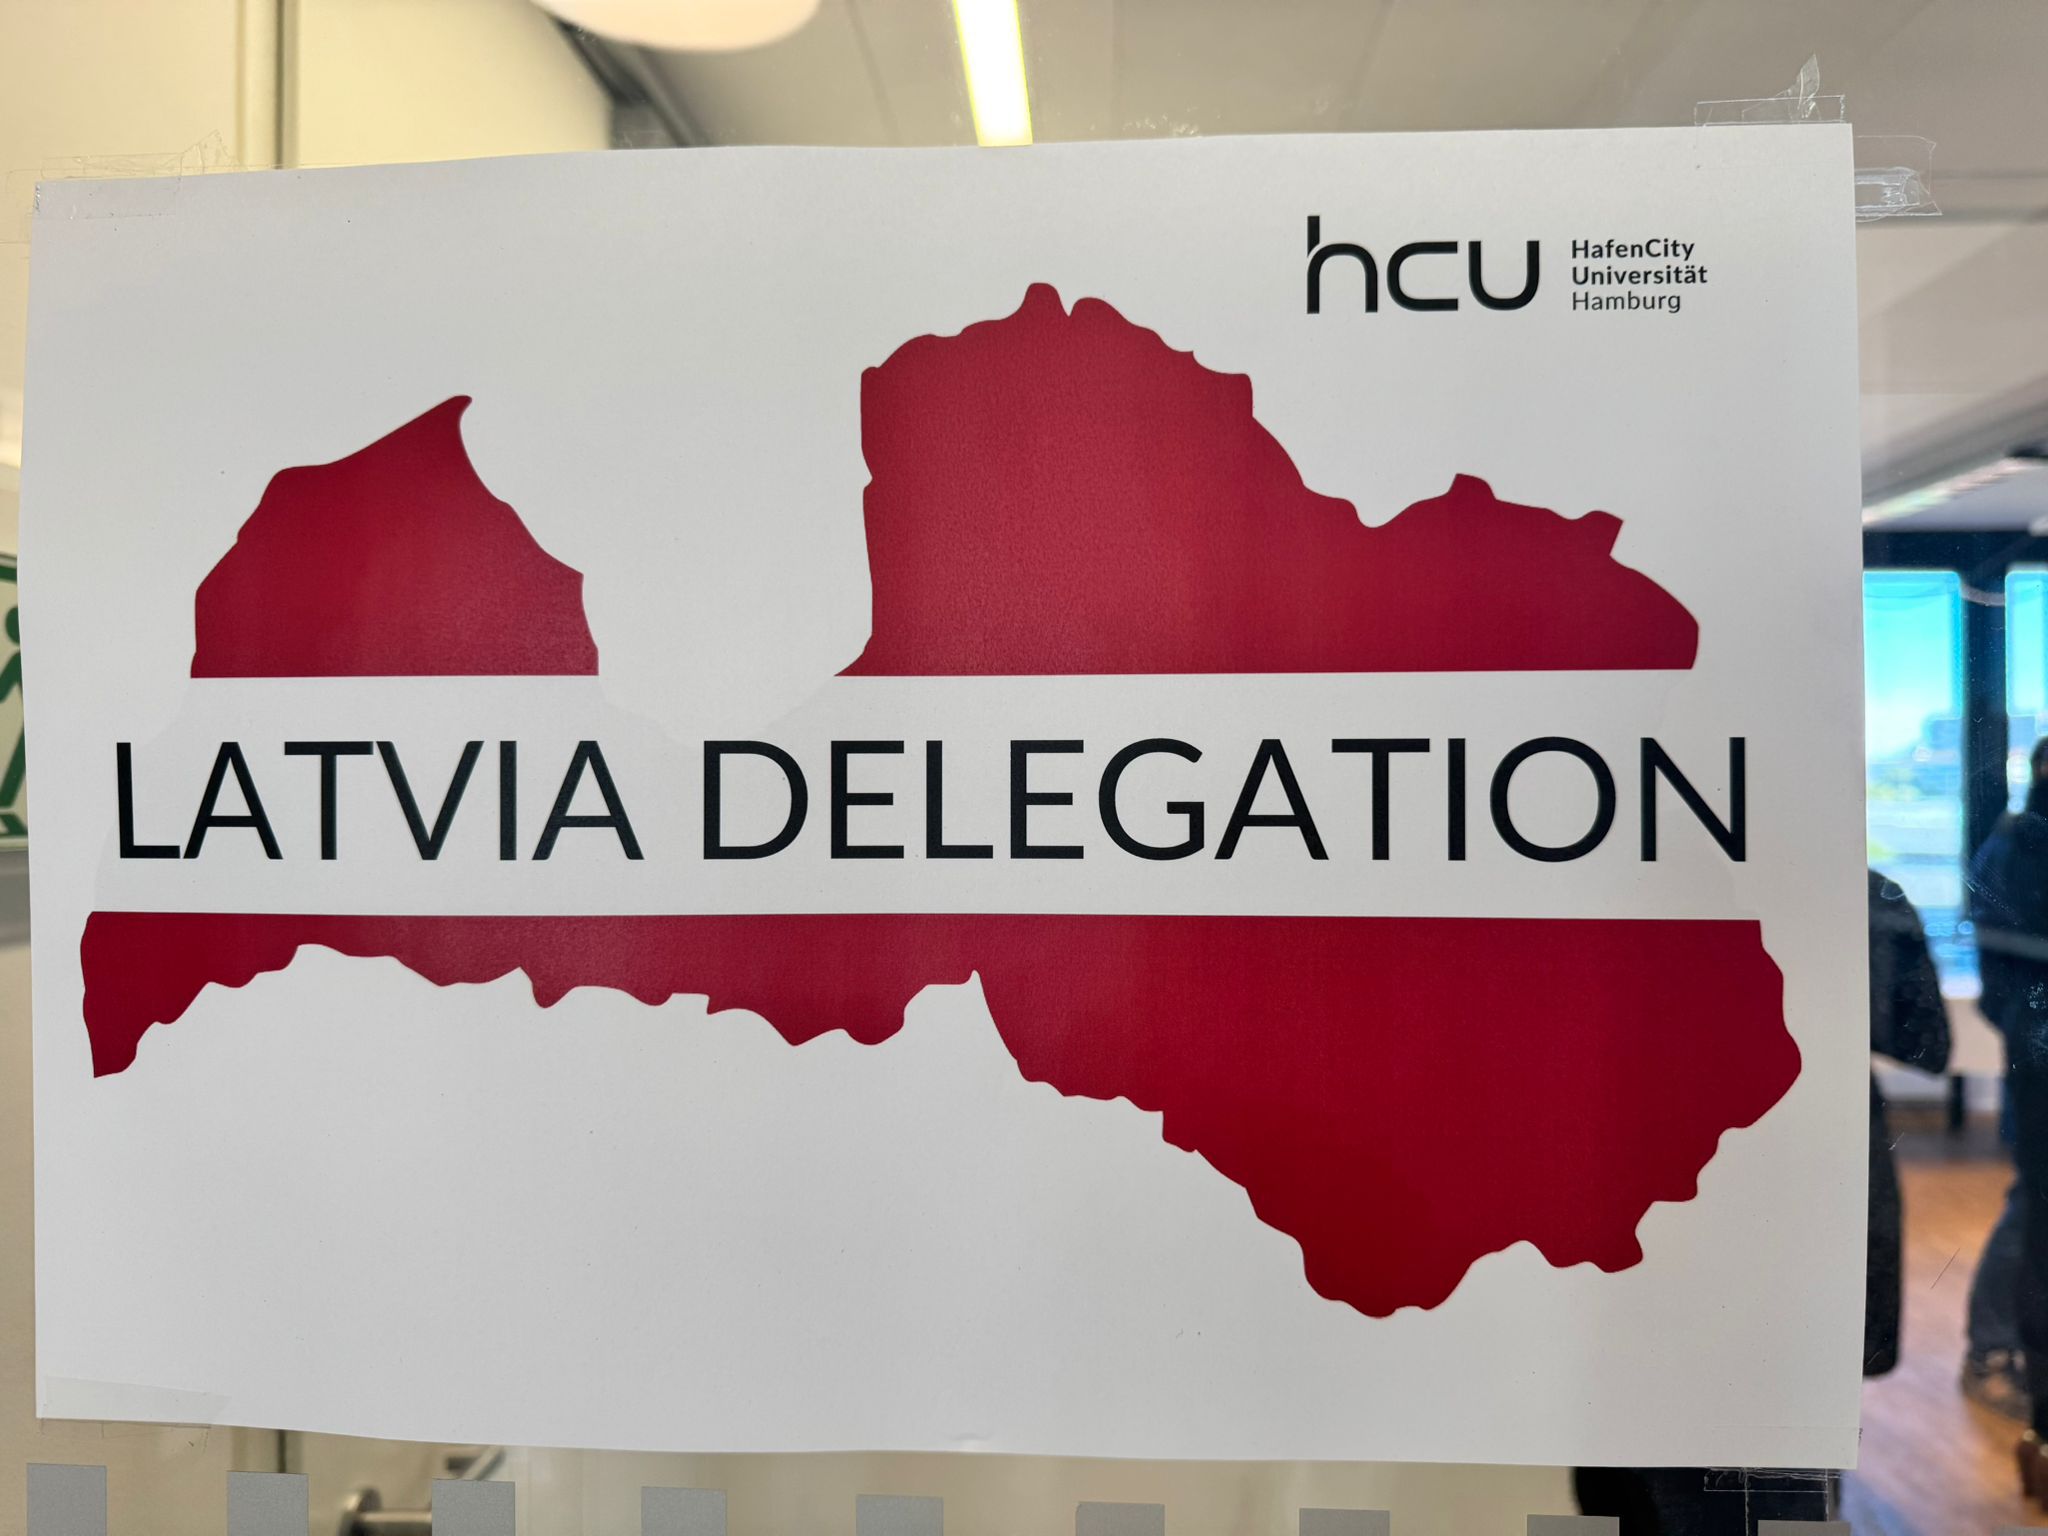 hcu
HafenCity
Universität
Hamburg
LATVIA DELEGATION